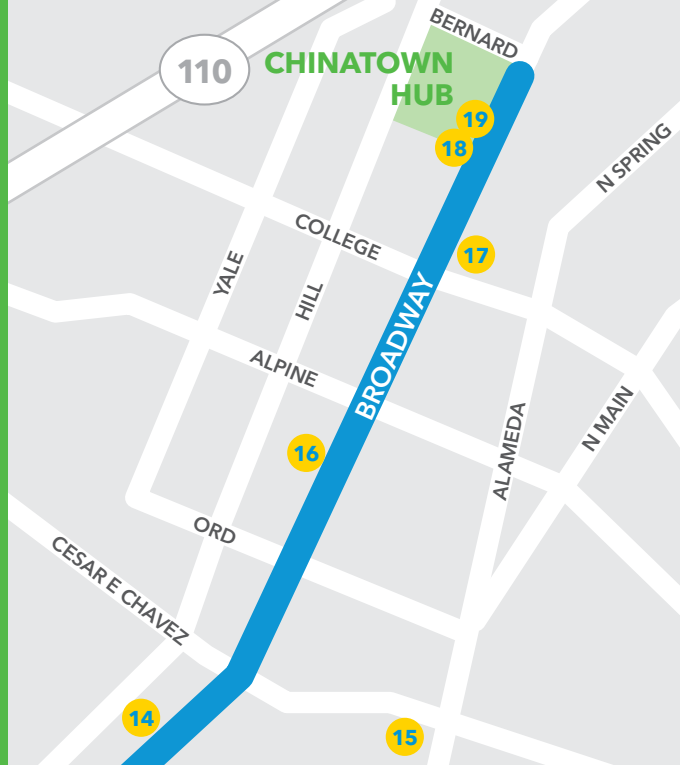 BERNARD
110
CHINATOWN
HUB
19
18
N SPRING
COLLEGE
17
YALE
HILL
BROADWAY
ALPINE
ALAMEDA
N MAIN
16
ORD
CESAR E CHAVEZ
14
15